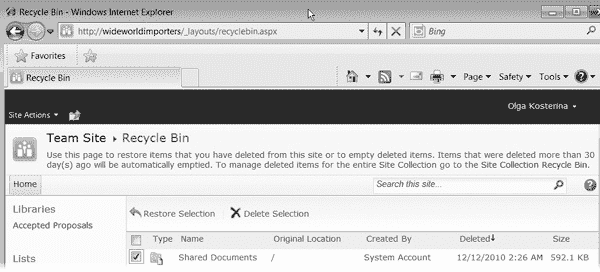 Recycle Bin - Windows Internet Explorer
http://wideworldimporters/_layouts/recyclebin.aspx
Bing
Favorites
Recycle Bin
Page Safety Tools
Olga Kosterina
Site Actions
Team Site Recycle Bin
Use this page to restore items that you have deleted from this site or to empty deleted items. Items that were deleted more than 30
day(s) ago will be automatically emptied. To manage deleted items for the entire Site Collection go to the Site Collection Recycle Bin.
Home
Search this site...
Libraries
Accepted Proposals
Lists
Restore Selection Delete Selection
Type Name Original Location Created By Deleted Size
Shared Documents / System Account 12/12/2010 2:26 AM 592.1 KB